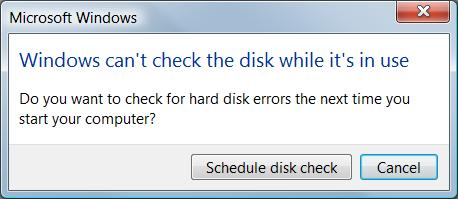 Microsoft Windows
Windows can't check the disk while it's in use
Do you want to check for hard disk errors the next time you
start your computer?
Schedule disk check
Cancel